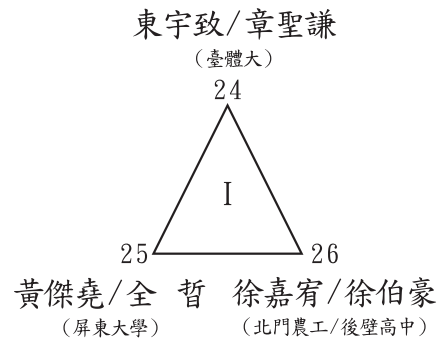 東宇致/章聖謙
(臺體大)
24
I
25 26
黃傑堯/全 哲 徐嘉宥/徐伯豪
(屏東大學) (北門農工/後壁高中)